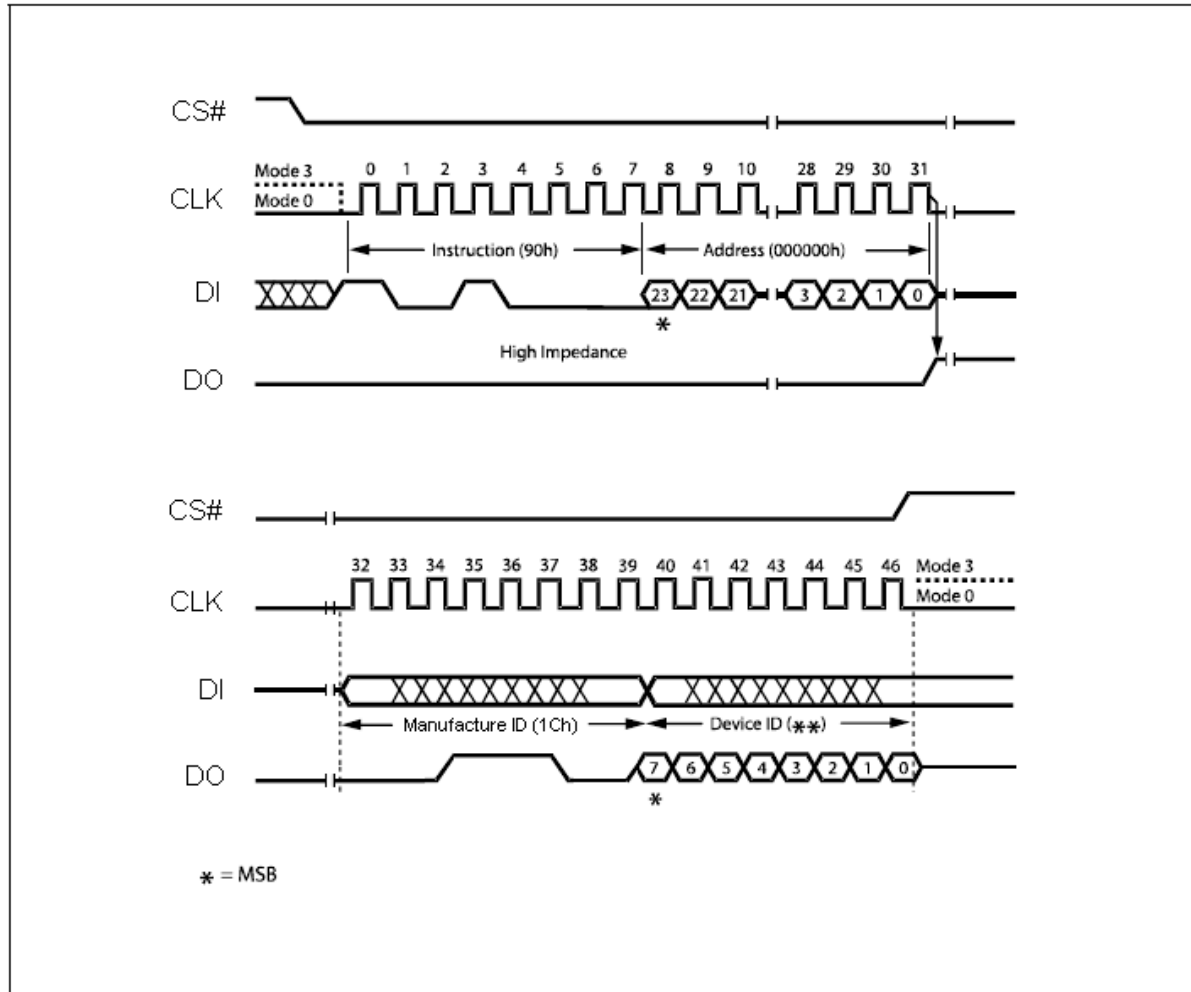 CS#
Mode 3
0 1 2 3 4 5 6 7 8 9 10 28 29 30 31
CLK
Mode 0
Instruction (90h) Address (000000h)
DI
23 22 21 3 2 1 0
*
High Impedance
DO
CS#
32 33 34 35 36 37 38 39 40 41 42 43 44 45 46
Mode 3
CLK
Mode 0
DI
Manufacture ID (1Ch) Device ID (**)
DO
7 6 5 4 3 2 1 0
*
* = MSB